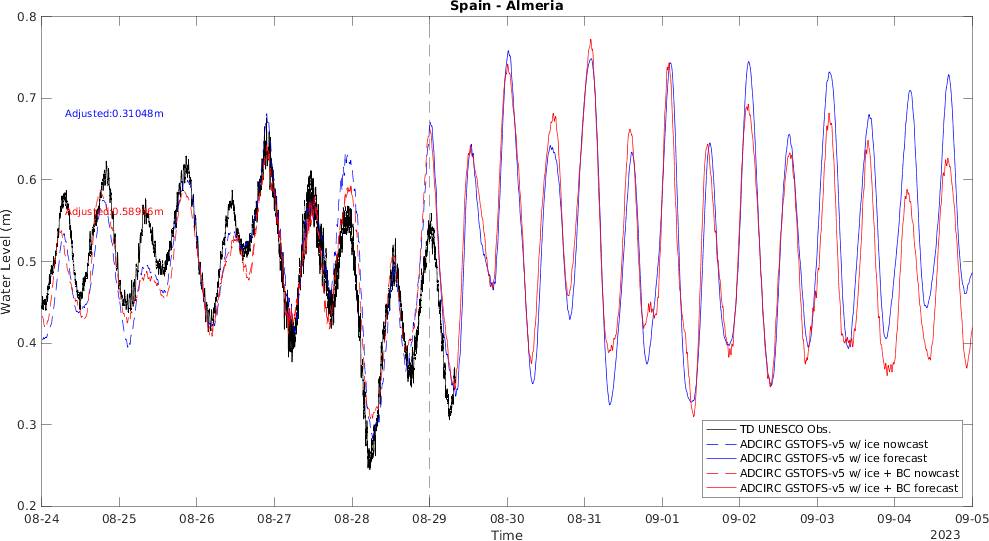 Spain - Almeria
0.8
0.7
0.6
0.5
0.4
0.3
0.2
Water Level (m)
Adjusted:0.31048m
Adjusted:0.58936m
TD UNESCO Obs.
ADCIRC GSTOFS-v5 w/ ice nowcast
ADCIRC GSTOFS-v5 w/ ice forecast
ADCIRC GSTOFS-v5 w/ ice + BC nowcast
ADCIRC GSTOFS-v5 w/ ice + BC forecast
08-24 08-25 08-26 08-27 08-28 08-29 08-30 08-31 09-01 09-02 09-03 09-04 09-05
Time
2023